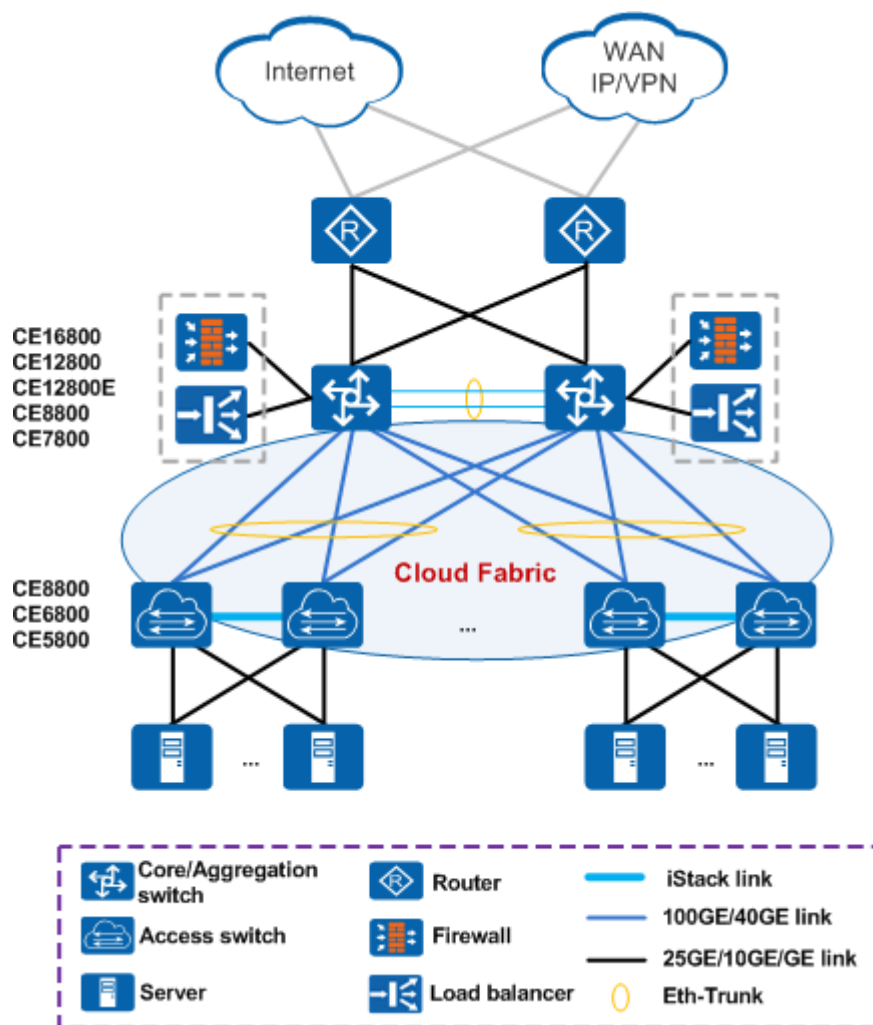 Internet
WAN
IP/VPN
R
R
CE16800
CE12800
CE12800E
CE8800
CE7800
Cloud Fabric
CE8800
CE6800
CE5800
...
... ...
Core/Aggregation
switch
R
Router
iStack link
Access switch
Firewall
100GE/40GE link
Server
Load balancer
25GE/10GE/GE link
Eth-Trunk